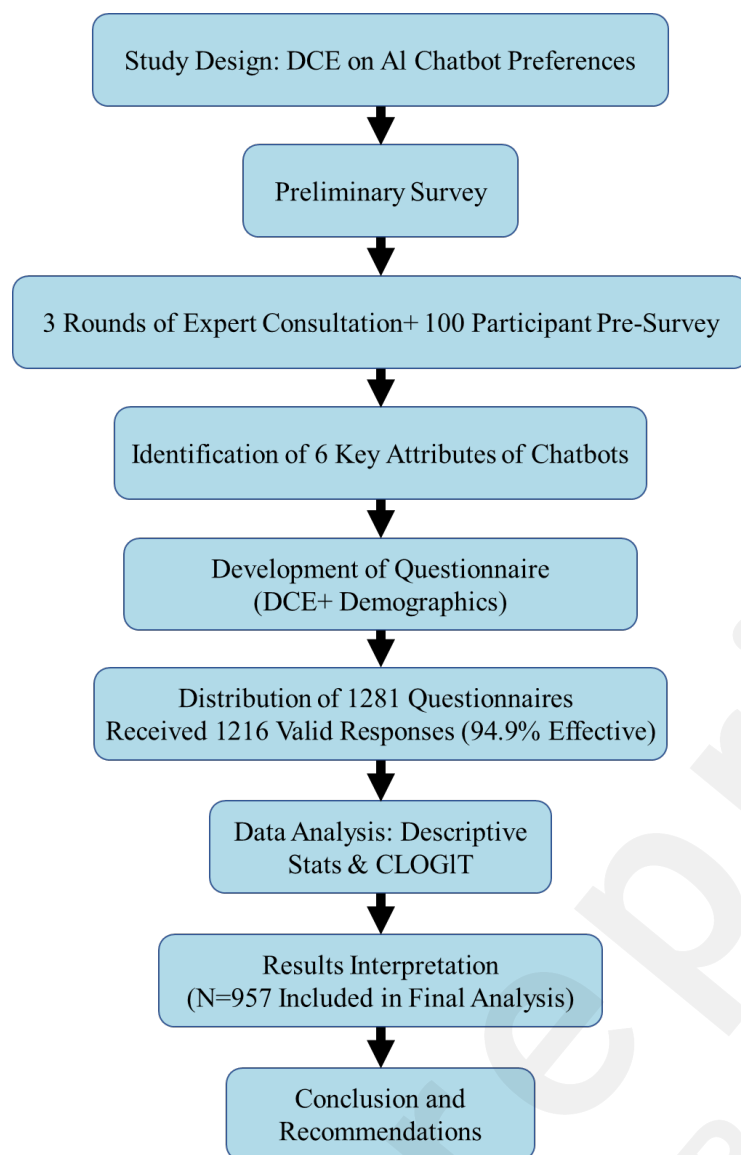 Study Design: DCE on Al Chatbot Preferences
Preliminary Survey
3 Rounds of Expert Consultation+ 100 Participant Pre-Survey
Identification of 6 Key Attributes of Chatbots
Development of Questionnaire
(DCE+ Demographics)
Distribution of 1281 Questionnaires
Received 1216 Valid Responses (94.9% Effective)
Data Analysis: Descriptive
Stats & CLOGlT
Results Interpretation
(N=957 Included in Final Analysis)
Conclusion and
Recommendations